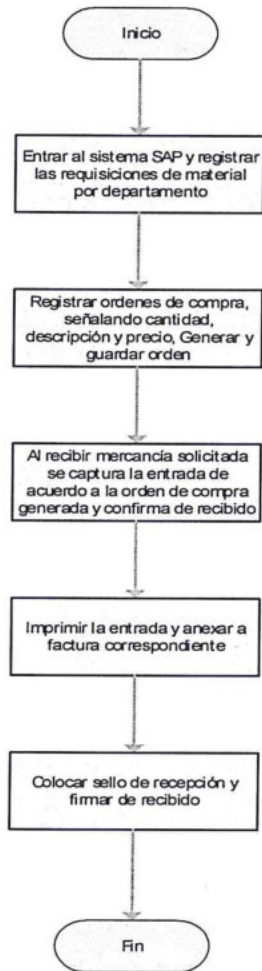 Inicio
Entrar al sistema SAP y registrar
las requisiciones de material
por departamento
Registrar ordenes de compra,
señalando cantidad,
descripción y precio, Generar y
guardar orden
Al recibir mercancía solicitada
se captura la entrada de
acuerdo a la orden de compra
generada y confirma de recibido
Imprimir la entrada y anexar a
factura correspondiente
Colocar sello de recepción y
firmar de recibido
Fin